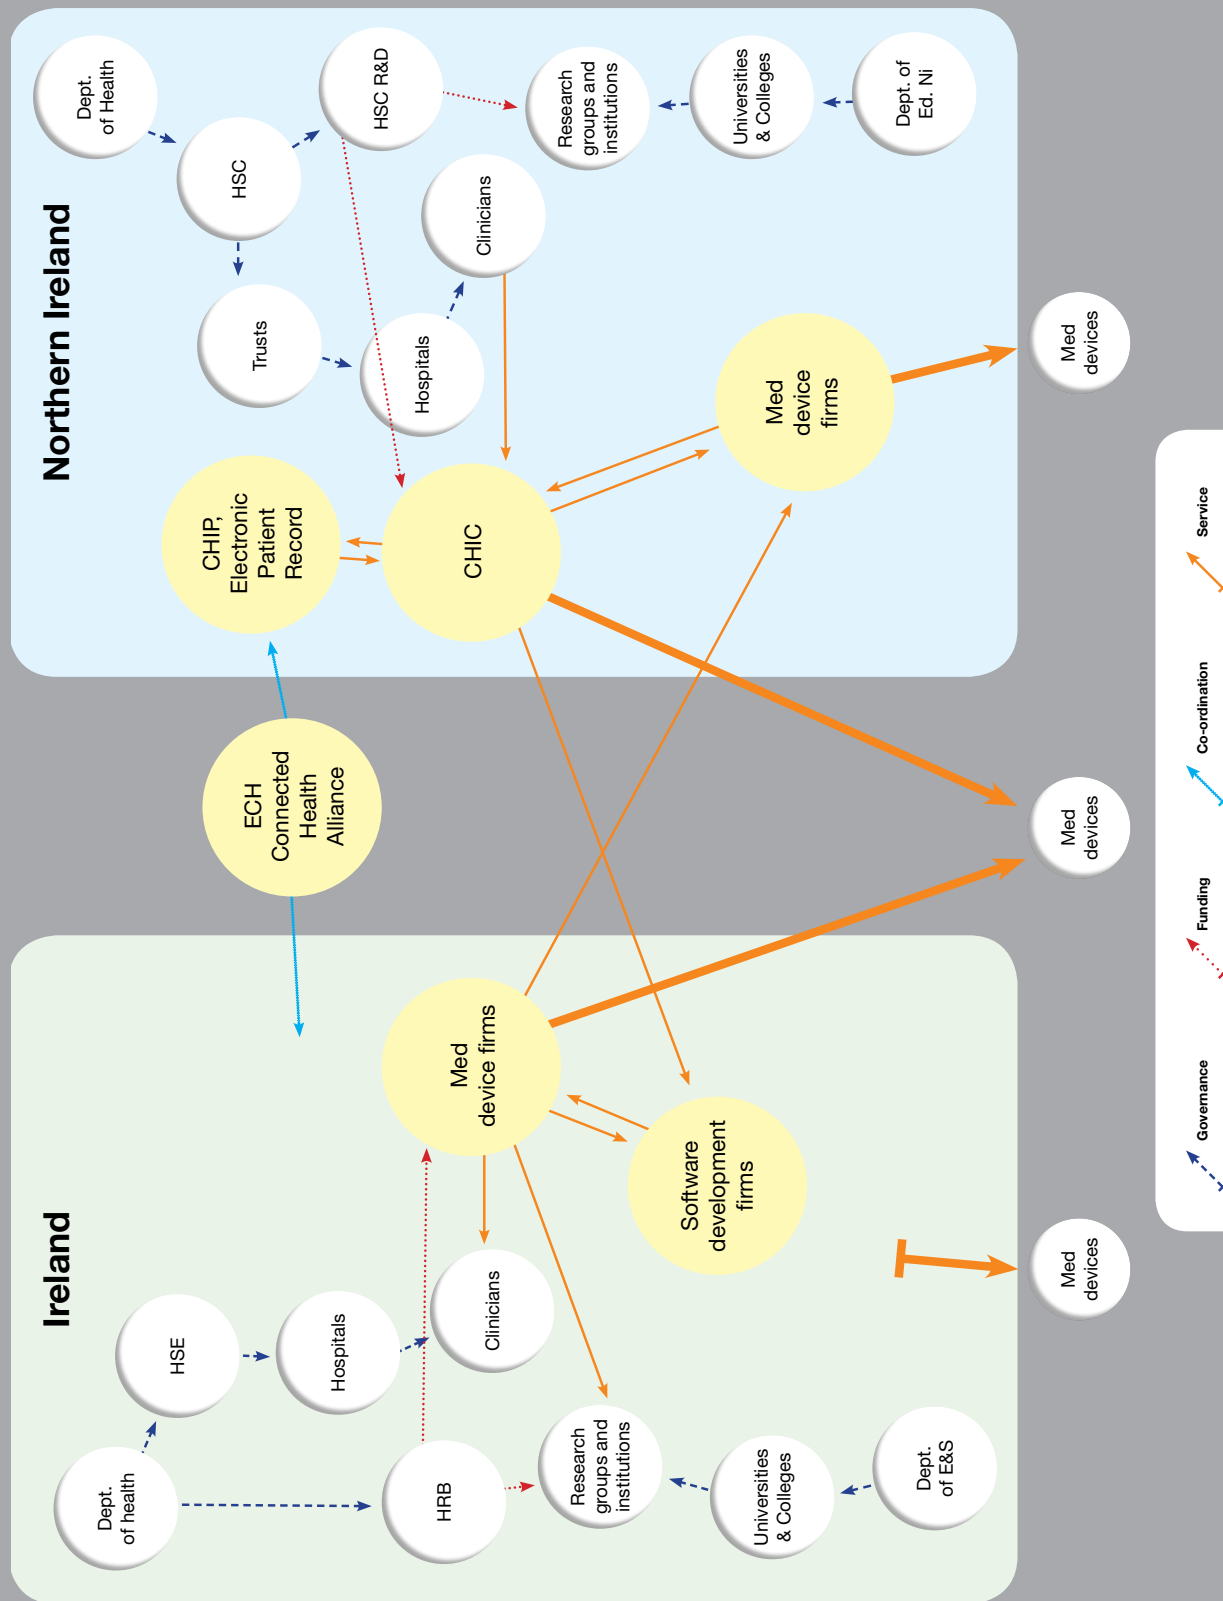 Ireland
Northern Ireland
Dept.
of health
HSE
Hospitals
HRB
Clinicians
Research
groups and
institutions
Universities
& Colleges
Dept.
of E&S
Med
device firms
Software
development
firms
ECH
Connected
Health
Alliance
CHIP,
Electronic
Patient
Record
CHIC
Dept.
of Health
HSC
Trusts
HSC R&D
Hospitals
Clinicians
Research
groups and
institutions
Universities
& Colleges
Dept. of
Ed. Ni
Med
device
firms
Med
devices
Med
devices
Med
devices
Governance
Funding
Co-ordination
Service